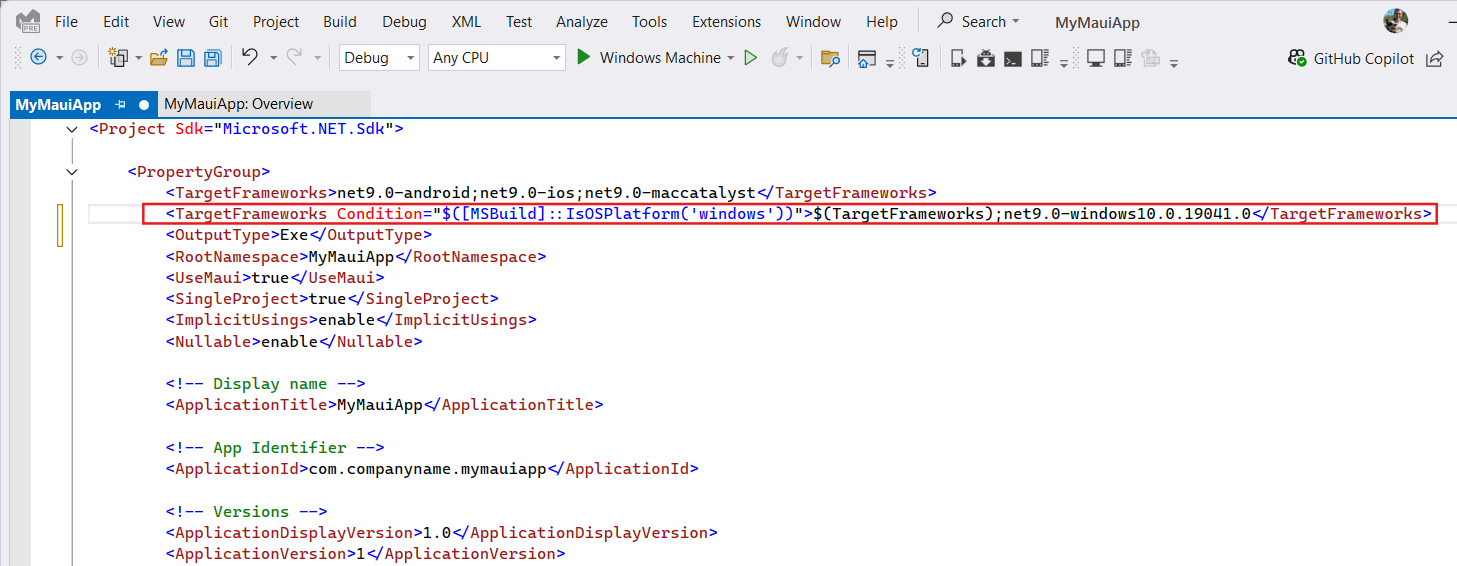 PRE File Edit View Git Project Build Debug XML Test Analyze Tools Extensions Window Help Search MyMauiApp
Debug Any CPU Windows Machine GitHub Copilot
MyMauiApp MyMauiApp: Overview
<Project Sdk="Microsoft.NET.Sdk">
<PropertyGroup>
<TargetFrameworks>net9.0-android;net9.0-ios;net9.0-maccatalyst</TargetFrameworks>
<TargetFrameworks Condition="$([MSBuild]::IsOSPlatform('windows'))">$(TargetFrameworks);net9.0-windows10.0.19041.0</TargetFrameworks>
<OutputType>Exe</OutputType>
<RootNamespace>MyMauiApp</RootNamespace>
<UseMaui>true</UseMaui>
<SingleProject>true</SingleProject>
<ImplicitUsings>enable</ImplicitUsings>
<Nullable>enable</Nullable>
<!-- Display name -->
<ApplicationTitle>MyMauiApp</ApplicationTitle>
<!-- App Identifier -->
<ApplicationId>com.companyname.mymauiapp</ApplicationId>
<!-- Versions -->
<ApplicationDisplayVersion>1.0</ApplicationDisplayVersion>
<ApplicationVersion>1</ApplicationVersion>